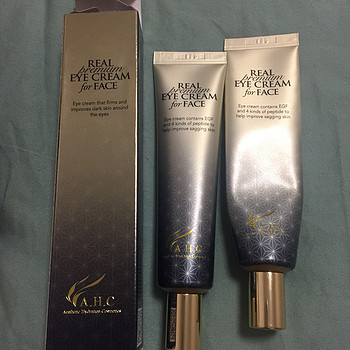 REAL
premium
EYE CREAM
for FACE
Eye cream that firms and
improves dark skin around
the eyes
A.H.C
Aesthetic Hydration Cosmetics
REAL
premium
EYE CREAM
for FACE
Eye cream contains EGF
and 4 kinds of peptide to
help improve sagging skin
A.H.C
Aesthetic Hydration Cosmetics
REAL
premium
EYE CREAM
for FACE
Eye cream contains EGF
and 4 kinds of peptide to
help improve sagging skin